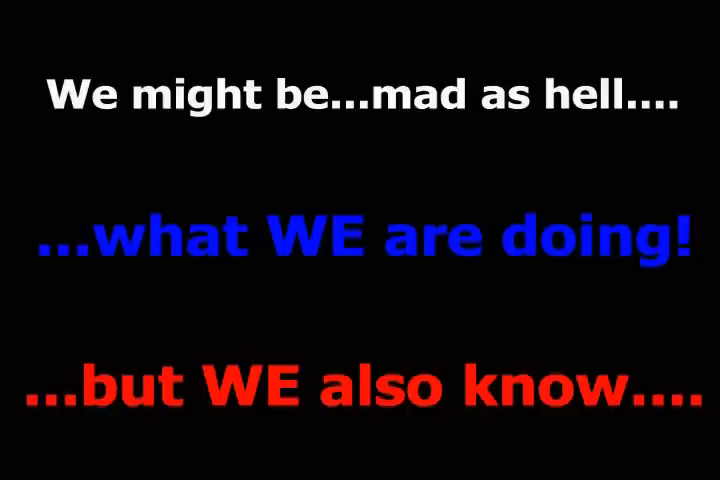 We might be...mad as hell....
...what WE are doing!
...but WE also know....